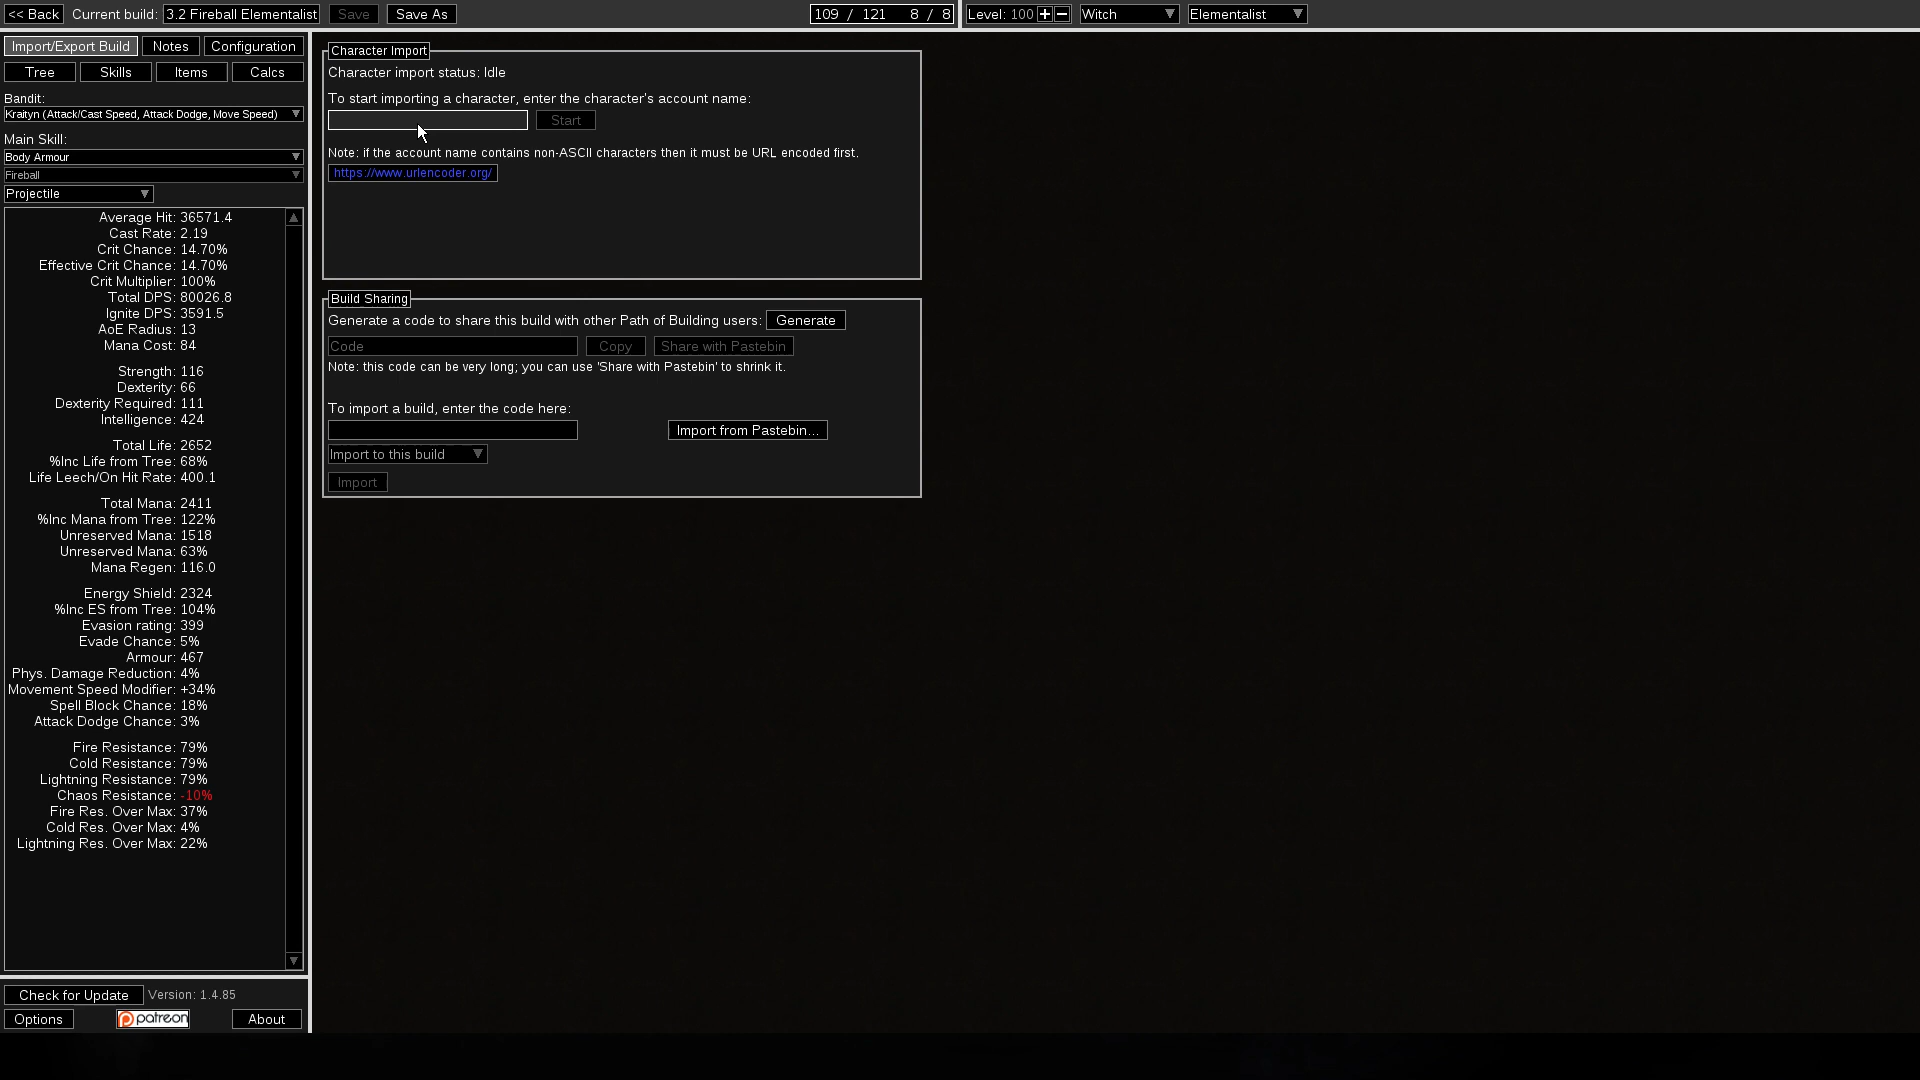 << Back Current build: 3.2 Fireball Elementalist Save Save As 109 / 121 8 / 8 Level: 100 Witch Elementalist
Import/Export Build Notes Configuration
Tree Skills Items Calcs
Bandit:
Kraityn (Attack/Cast Speed, Attack Dodge, Move Speed)
Main Skill:
Body Armour
Fireball
Projectile
Average Hit: 36571.4
Cast Rate: 2.19
Crit Chance: 14.70%
Effective Crit Chance: 14.70%
Crit Multiplier: 100%
Total DPS: 80026.8
Ignite DPS: 3591.5
AoE Radius: 13
Mana Cost: 84
Strength: 116
Dexterity: 66
Dexterity Required: 111
Intelligence: 424
Total Life: 2652
%Inc Life from Tree: 68%
Life Leech/On Hit Rate: 400.1
Total Mana: 2411
%Inc Mana from Tree: 122%
Unreserved Mana: 1518
Unreserved Mana: 63%
Mana Regen: 116.0
Energy Shield: 2324
%Inc ES from Tree: 104%
Evasion rating: 399
Evade Chance: 5%
Armour: 467
Phys. Damage Reduction: 4%
Movement Speed Modifier: +34%
Spell Block Chance: 18%
Attack Dodge Chance: 3%
Fire Resistance: 79%
Cold Resistance: 79%
Lightning Resistance: 79%
Chaos Resistance: -10%
Fire Res. Over Max: 37%
Cold Res. Over Max: 4%
Lightning Res. Over Max: 22%
Check for Update Version: 1.4.85
Options patreon About
Character Import
Character import status: Idle
To start importing a character, enter the character's account name:
Start
Note: if the account name contains non-ASCII characters then it must be URL encoded first.
https://www.urlencoder.org/
Build Sharing
Generate a code to share this build with other Path of Building users: Generate
Code Copy Share with Pastebin
Note: this code can be very long; you can use 'Share with Pastebin' to shrink it.
To import a build, enter the code here:
Import from Pastebin...
Import to this build
Import